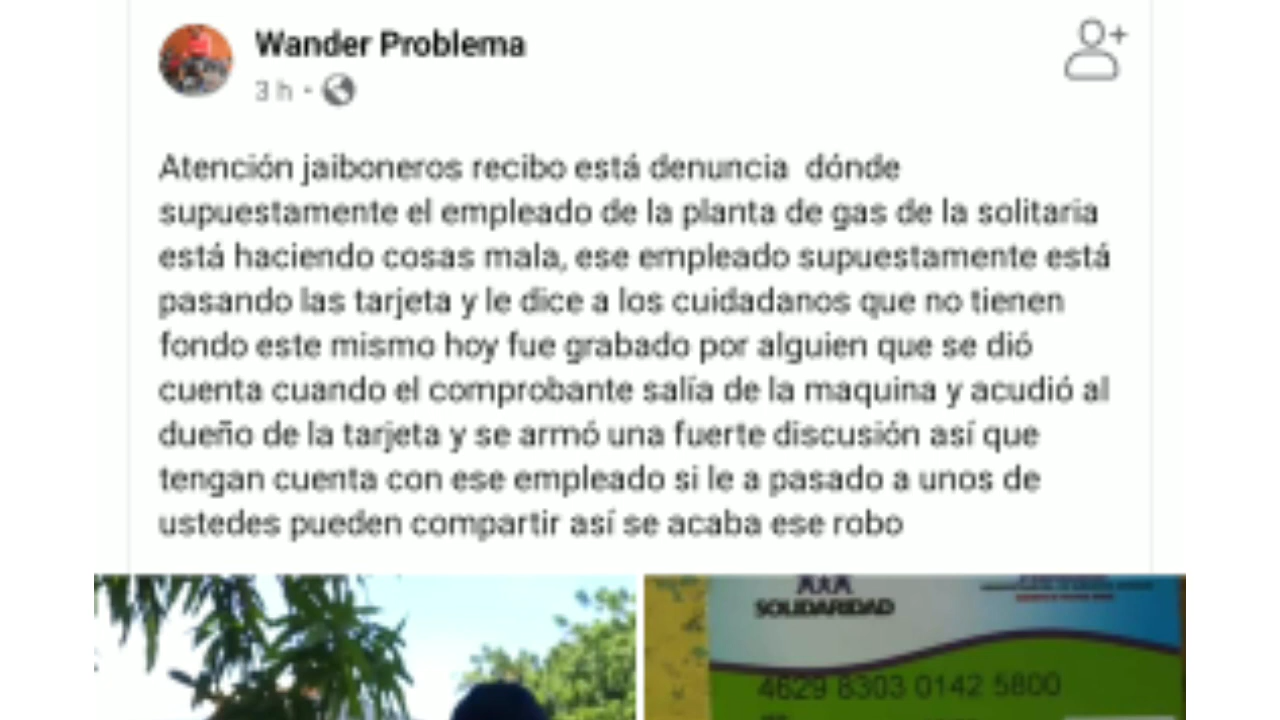 Wander Problema
3 h
Atención jaiboneros recibo está denuncia dónde
supuestamente el empleado de la planta de gas de la solitaria
está haciendo cosas mala, ese empleado supuestamente está
pasando las tarjeta y le dice a los cuidadanos que no tienen
fondo este mismo hoy fue grabado por alguien que se dió
cuenta cuando el comprobante salía de la maquina y acudió al
dueño de la tarjeta y se armó una fuerte discusión así que
tengan cuenta con ese empleado si le a pasado a unos de
ustedes pueden compartir así se acaba ese robo
SOLIDARIDAD
4629 8303 0142 5800